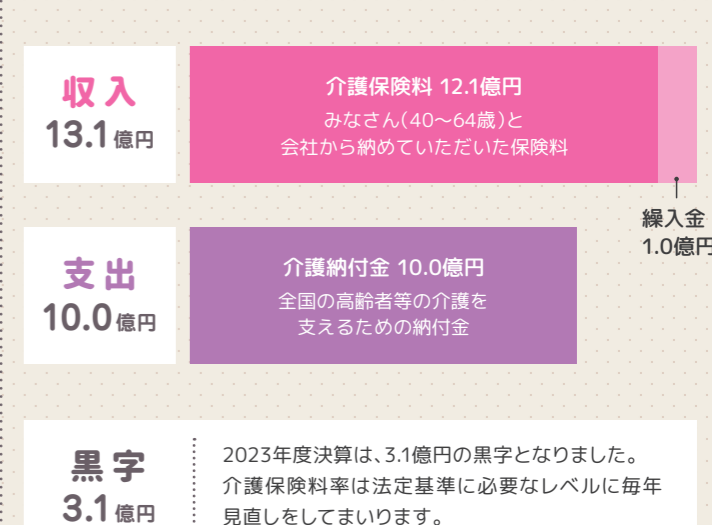 収入
13.1億円
介護保険料 12.1億円
みなさん(40〜64歳)と
会社から納めていただいた保険料
繰入金
1.0億円
支出
10.0億円
介護納付金 10.0億円
全国の高齢者等の介護を
支えるための納付金
黒字
3.1億円
2023年度決算は、3.1億円の黒字となりました。
介護保険料率は法定基準に必要なレベルに毎年
見直しをしてまいります。